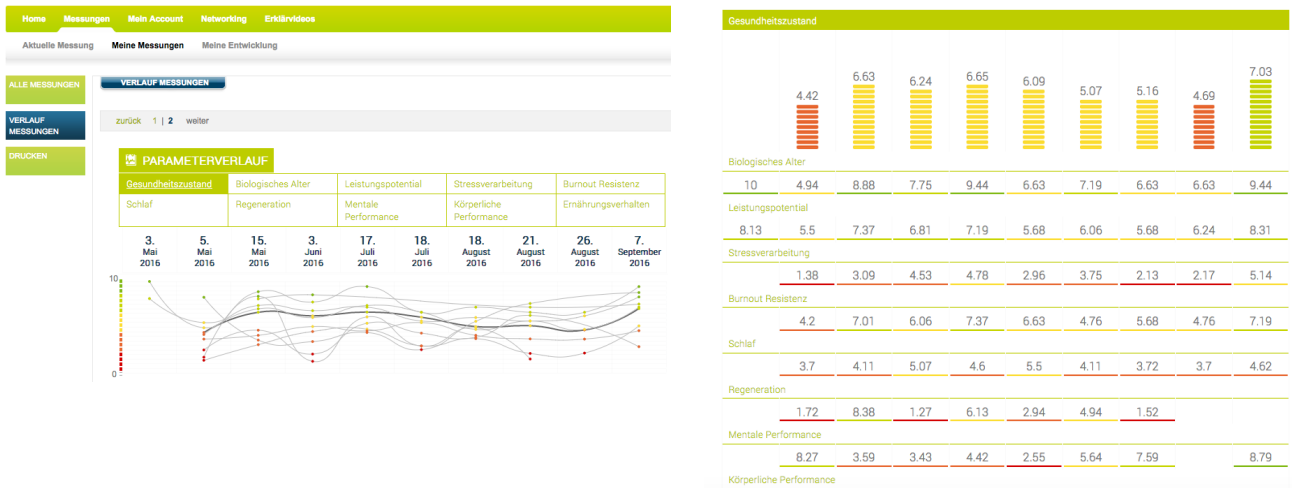 Home Messungen Mein Account Networking Erklärvideos
Aktuelle Messung Meine Messungen Meine Entwicklung
ALLE MESSUNGEN
VERLAUF MESSUNGEN
DRUCKEN
VERLAUF MESSUNGEN
zurück 1 | 2 weiter
PARAMETERVERLAUF
Gesundheitszustand Biologisches Alter Leistungspotential Stressverarbeitung Burnout Resistenz
Schlaf Regeneration Mentale Performance Körperliche Performance Ernährungsverhalten
3. 5. 15. 3. 17. 18. 18. 21. 26. 7.
Mai Mai Mai Juni Juli Juli August August August September
2016 2016 2016 2016 2016 2016 2016 2016 2016 2016
10
0
Gesundheitszustand
4.42 6.63 6.24 6.65 6.09 5.07 5.16 4.69 7.03
Biologisches Alter
10 4.94 8.88 7.75 9.44 6.63 7.19 6.63 6.63 9.44
Leistungspotential
8.13 5.5 7.37 6.81 7.19 5.68 6.06 5.68 6.24 8.31
Stressverarbeitung
1.38 3.09 4.53 4.78 2.96 3.75 2.13 2.17 5.14
Burnout Resistenz
4.2 7.01 6.06 7.37 6.63 4.76 5.68 4.76 7.19
Schlaf
3.7 4.11 5.07 4.6 5.5 4.11 3.72 3.7 4.62
Regeneration
1.72 8.38 1.27 6.13 2.94 4.94 1.52
Mentale Performance
8.27 3.59 3.43 4.42 2.55 5.64 7.59 8.79
Körperliche Performance